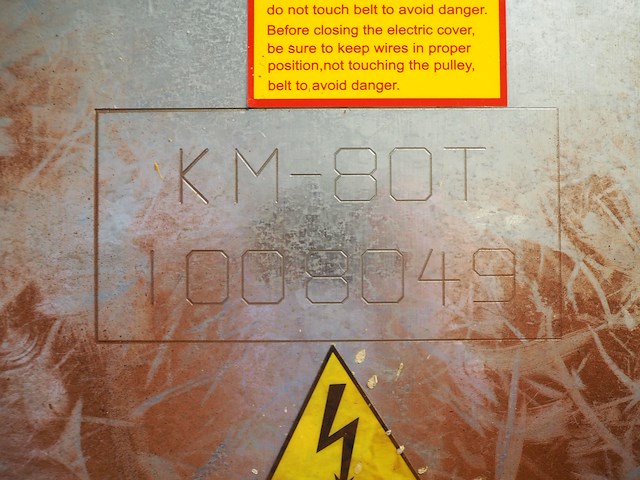 do not touch belt to avoid danger.
Before closing the electric cover,
be sure to keep wires in proper
position,not touching the pulley,
belt to avoid danger.
KM-80T
1008049